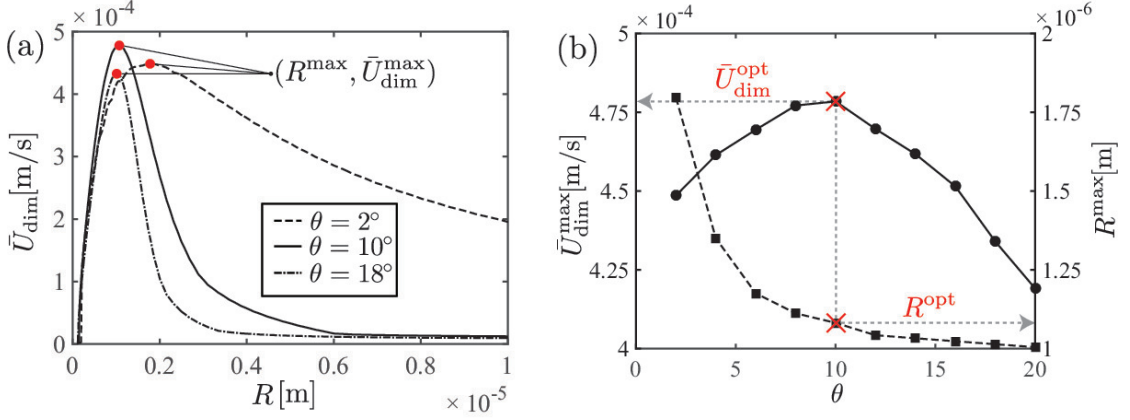 (a)
× 10⁻⁴
5
4
3
2
1
0
Ū_dim [m/s]
(R^max, Ū_dim^max)
θ = 2°
θ = 10°
θ = 18°
0 0.2 0.4 0.6 0.8 1
R [m]
× 10⁻⁵
(b)
× 10⁻⁴
5
4.75
4.5
4.25
4
Ū_dim^max [m/s]
Ū_dim^opt
R^opt
× 10⁻⁶
2
1.75
1.5
1.25
1
R^max [m]
0 5 10 15 20
θ